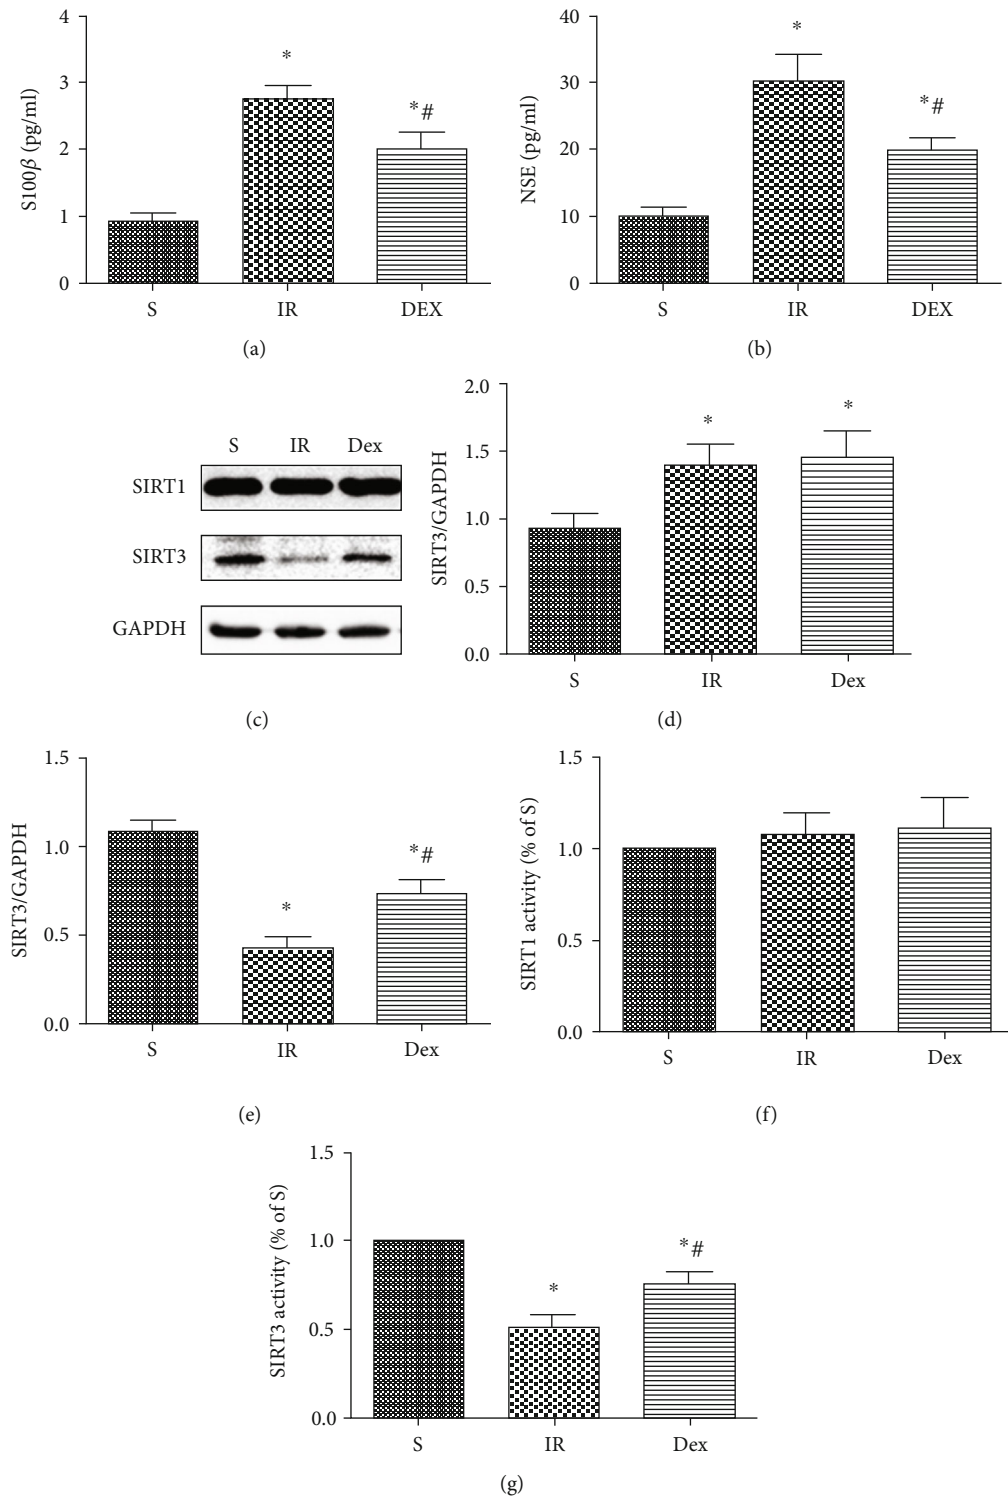 4
3
2
1
0
S100β (pg/ml)
*
*#
S IR DEX
(a)
40
30
20
10
0
NSE (pg/ml)
*
*#
S IR DEX
(b)
S IR Dex
SIRT1
SIRT3
GAPDH
(c)
2.0
1.5
1.0
0.5
0.0
SIRT3/GAPDH
*
*
S IR Dex
(d)
1.5
1.0
0.5
0.0
SIRT3/GAPDH
*
*#
S IR Dex
(e)
1.5
1.0
0.5
0.0
SIRT1 activity (% of S)
S IR Dex
(f)
1.5
1.0
0.5
0.0
SIRT3 activity (% of S)
*
*#
S IR Dex
(g)